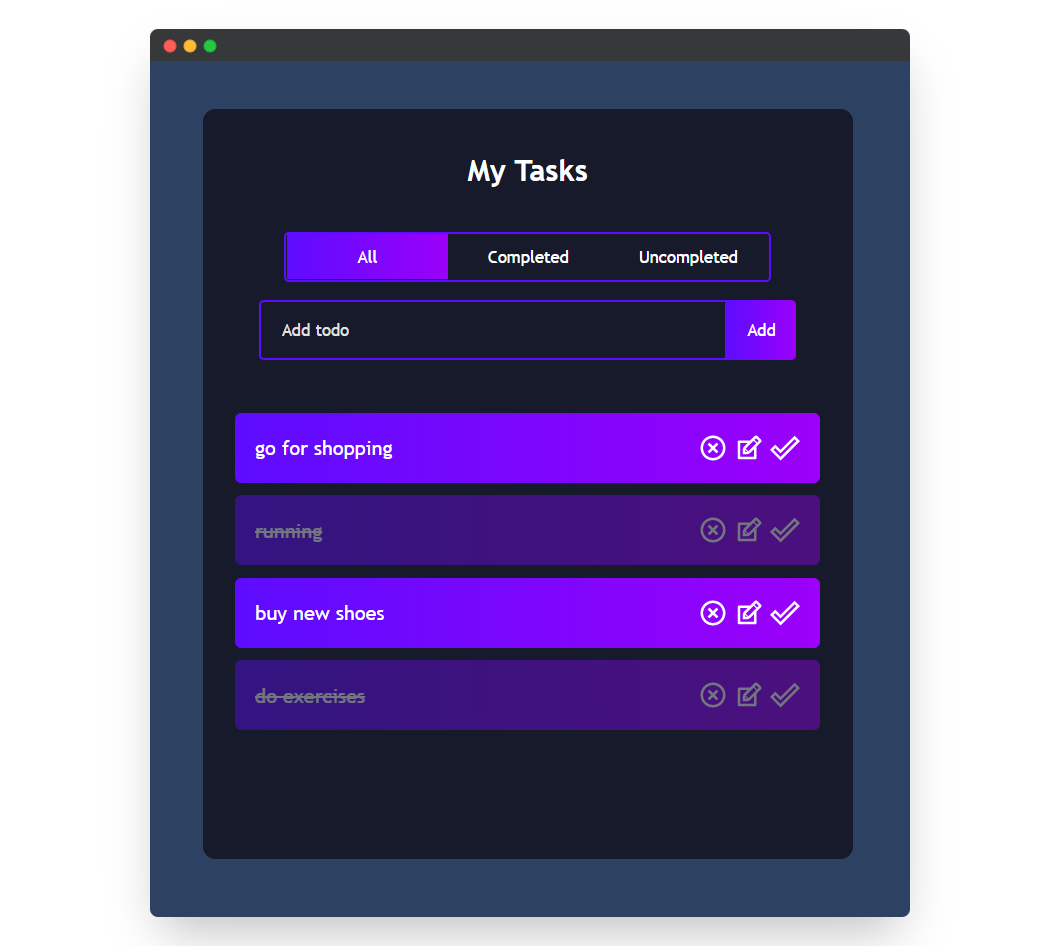 My Tasks
All Completed Uncompleted
Add todo Add
go for shopping
running
buy new shoes
do exercises